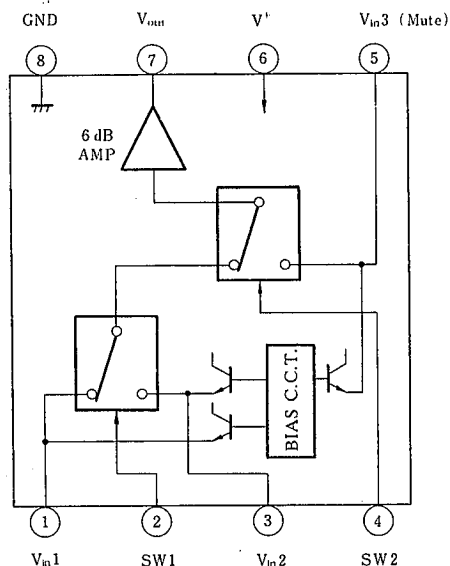 GND Vout V+ Vin3 (Mute)
8 7 6 5
6 dB
AMP
BIAS C.C.T.
1 2 3 4
Vin1 SW1 Vin2 SW2